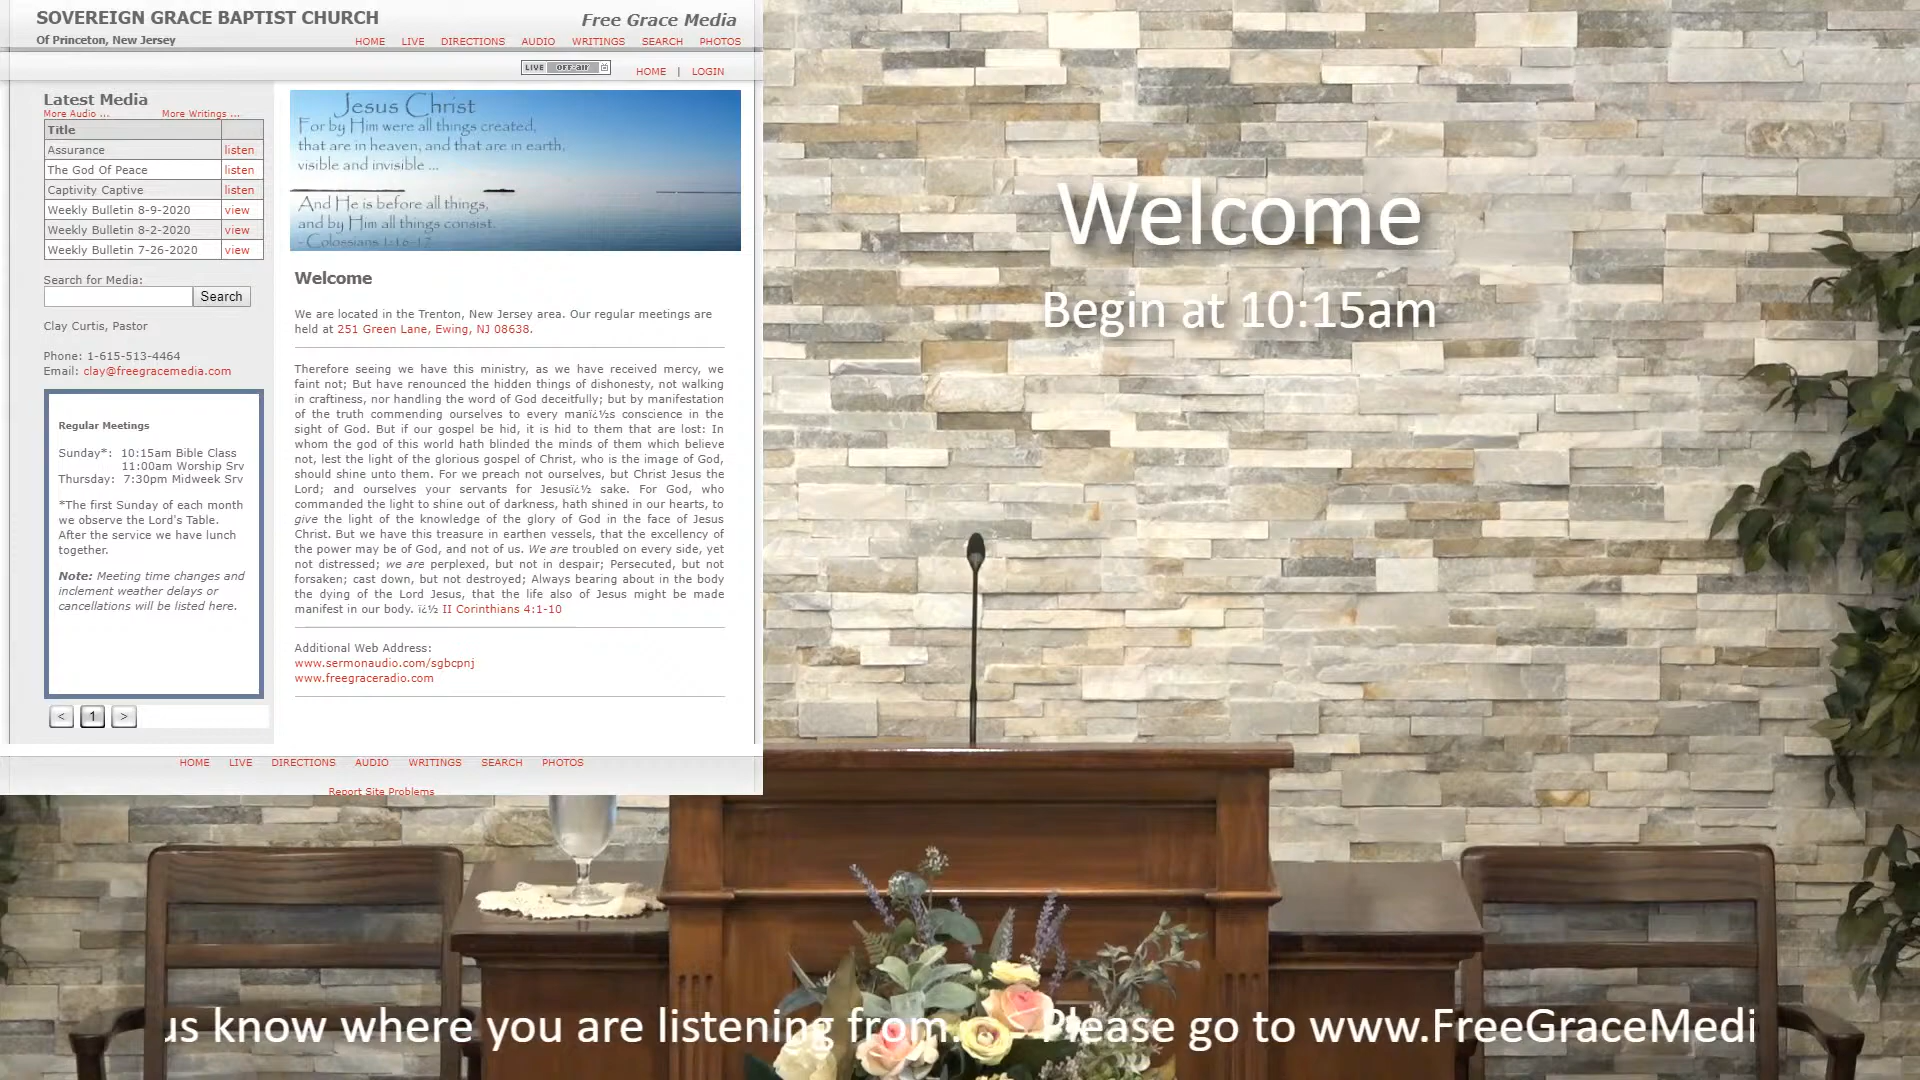 SOVEREIGN GRACE BAPTIST CHURCH
Free Grace Media
Of Princeton, New Jersey
HOME LIVE DIRECTIONS AUDIO WRITINGS SEARCH PHOTOS
LIVE OFF-air
HOME | LOGIN
Latest Media
More Audio ... More Writings ...
Title
Assurance listen
The God Of Peace listen
Captivity Captive listen
Weekly Bulletin 8-9-2020 view
Weekly Bulletin 8-2-2020 view
Weekly Bulletin 7-26-2020 view
Search for Media:
Search
Clay Curtis, Pastor
Phone: 1-615-513-4464
Email: clay@freegracemedia.com
Regular Meetings
Sunday*: 10:15am Bible Class
11:00am Worship Srv
Thursday: 7:30pm Midweek Srv
*The first Sunday of each month
we observe the Lord's Table.
After the service we have lunch
together.
Note: Meeting time changes and
inclement weather delays or
cancellations will be listed here.
< 1 >
Jesus Christ
For by Him were all things created,
that are in heaven, and that are in earth,
visible and invisible ...
And He is before all things,
and by Him all things consist.
- Colossians 1:16-17
Welcome
We are located in the Trenton, New Jersey area. Our regular meetings are
held at 251 Green Lane, Ewing, NJ 08638.
Therefore seeing we have this ministry, as we have received mercy, we
faint not; But have renounced the hidden things of dishonesty, not walking
in craftiness, nor handling the word of God deceitfully; but by manifestation
of the truth commending ourselves to every manï¿½s conscience in the
sight of God. But if our gospel be hid, it is hid to them that are lost: In
whom the god of this world hath blinded the minds of them which believe
not, lest the light of the glorious gospel of Christ, who is the image of God,
should shine unto them. For we preach not ourselves, but Christ Jesus the
Lord; and ourselves your servants for Jesusï¿½ sake. For God, who
commanded the light to shine out of darkness, hath shined in our hearts, to
give the light of the knowledge of the glory of God in the face of Jesus
Christ. But we have this treasure in earthen vessels, that the excellency of
the power may be of God, and not of us. We are troubled on every side, yet
not distressed; we are perplexed, but not in despair; Persecuted, but not
forsaken; cast down, but not destroyed; Always bearing about in the body
the dying of the Lord Jesus, that the life also of Jesus might be made
manifest in our body. ï¿½ II Corinthians 4:1-10
Additional Web Address:
www.sermonaudio.com/sgbcpnj
www.freegraceradio.com
HOME LIVE DIRECTIONS AUDIO WRITINGS SEARCH PHOTOS
Report Site Problems
Welcome
Begin at 10:15am
us know where you are listening from. Please go to www.FreeGraceMedi